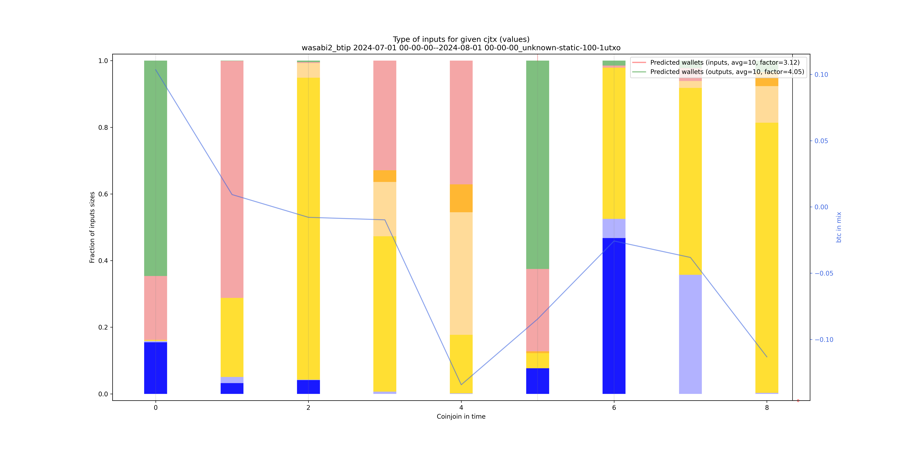 Type of inputs for given cjtx (values)
wasabi2_btip 2024-07-01 00-00-00--2024-08-01 00-00-00_unknown-static-100-1utxo
Predicted wallets (inputs, avg=10, factor=3.12)
Predicted wallets (outputs, avg=10, factor=4.05)
1.0
0.8
0.6
0.4
0.2
0.0
Fraction of inputs sizes
0
2
4
6
8
Coinjoin in time
0.10
0.05
0.00
−0.05
−0.10
btc in mix